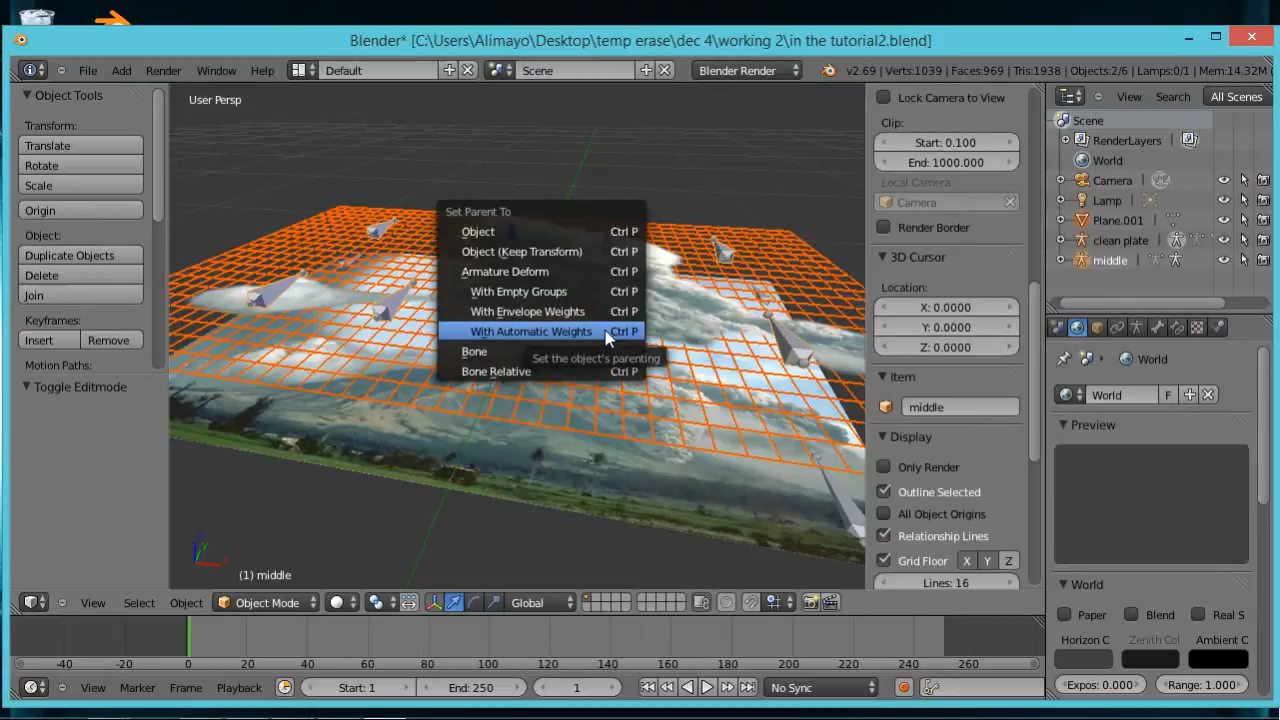 Blender* [C:\Users\Alimayo\Desktop\temp erase\dec 4\working 2\in the tutorial2.blend]
File Add Render Window Help Default Scene Blender Render v2.69 | Verts:1039 | Faces:969 | Tris:1938 | Objects:2/6 | Lamps:0/1 | Mem:14.32M
Object Tools
Transform:
Translate
Rotate
Scale
Origin
Object:
Duplicate Objects
Delete
Join
Keyframes:
Insert Remove
Motion Paths:
Toggle Editmode
User Persp
Set Parent To
Object Ctrl P
Object (Keep Transform) Ctrl P
Armature Deform Ctrl P
With Empty Groups Ctrl P
With Envelope Weights Ctrl P
With Automatic Weights Ctrl P
Bone
Set the object's parenting
Bone Relative Ctrl P
(1) middle
Lock Camera to View
Clip:
Start: 0.100
End: 1000.000
Local Camera:
Camera
Render Border
3D Cursor
Location:
X: 0.0000
Y: 0.0000
Z: 0.0000
Item
middle
Display
Only Render
Outline Selected
All Object Origins
Relationship Lines
Grid Floor X Y Z
Lines: 16
View Search All Scenes
Scene
RenderLayers
World
Camera
Lamp
Plane.001
clean plate
middle
World
World F
Preview
World
Paper Blend Real S
Horizon C Zenith Col Ambient C
Expos: 0.000 Range: 1.000
View Select Object Object Mode Global
-40 -20 0 20 40 60 80 100 120 140 160 180 200 220 240 260
View Marker Frame Playback Start: 1 End: 250 1 No Sync